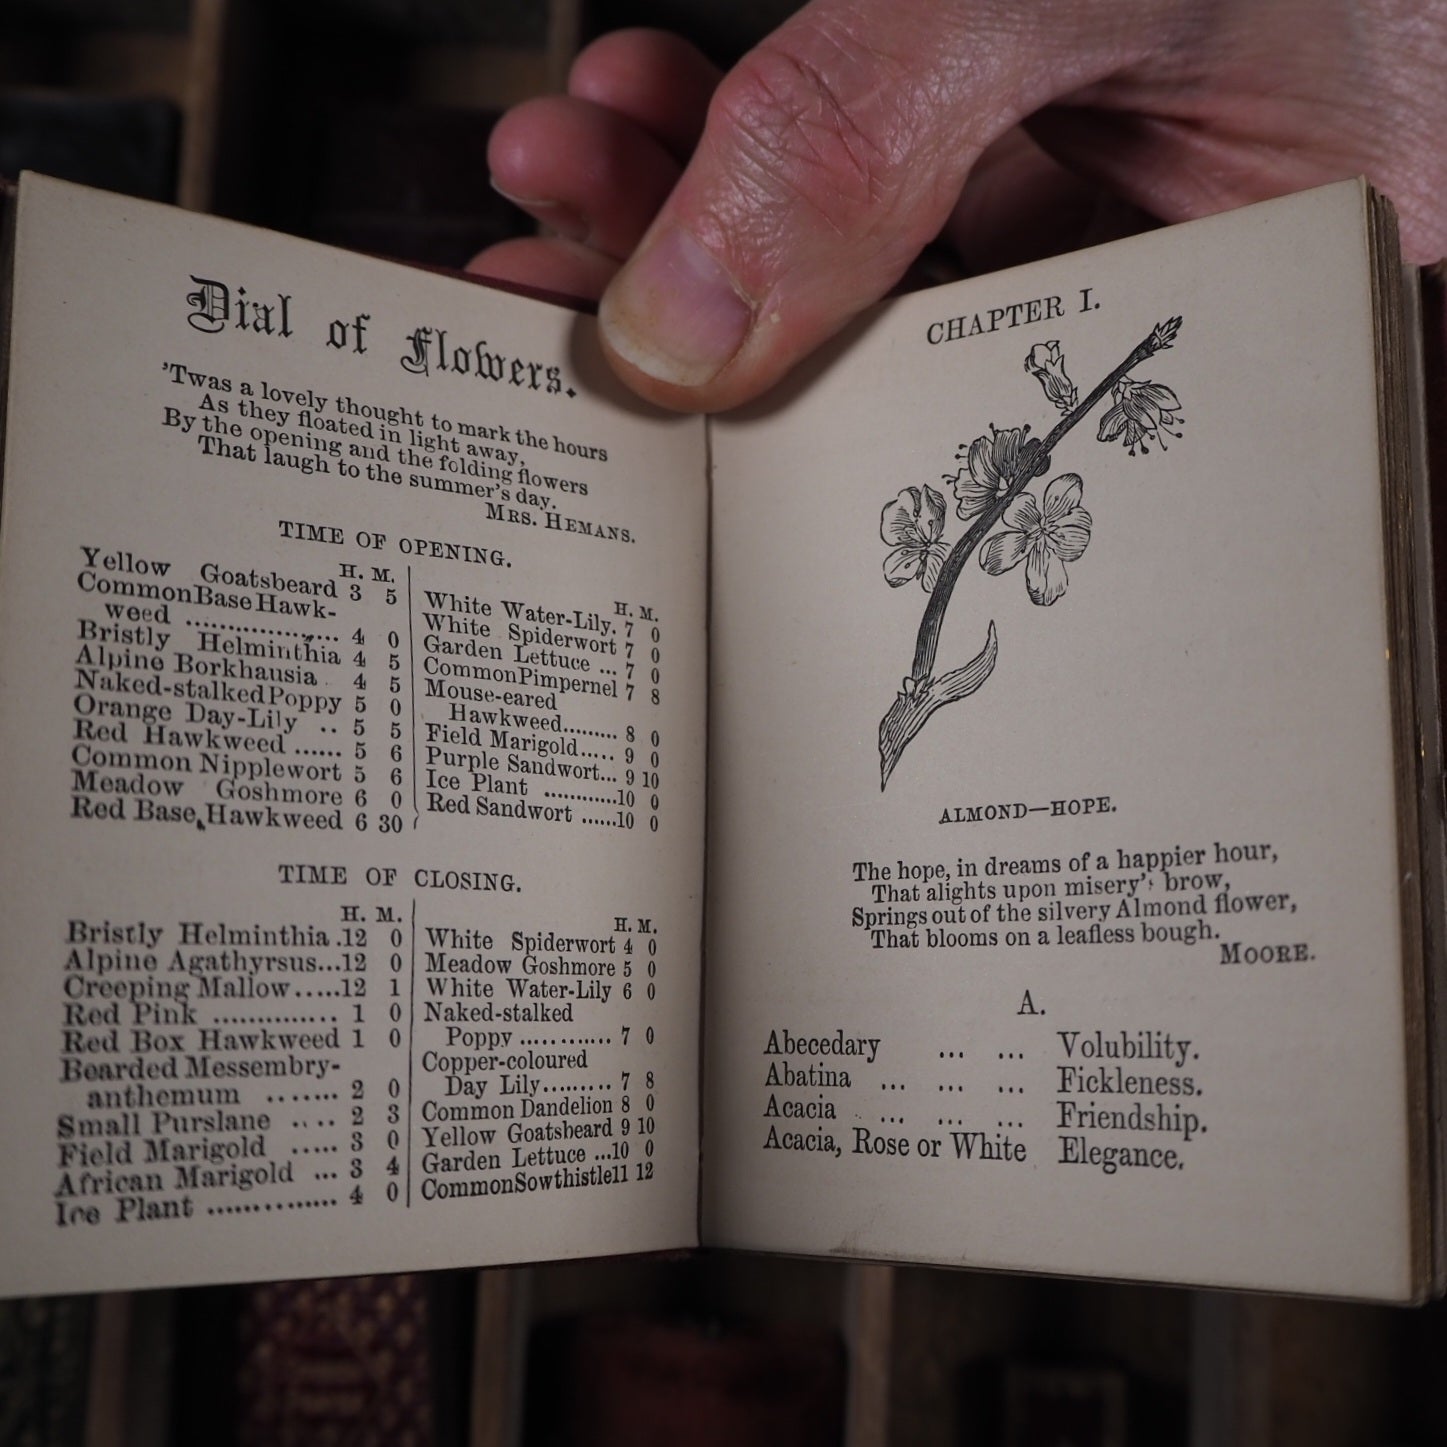 Dial of Flowers.
'Twas a lovely thought to mark the hours
As they floated in light away,
By the opening and the folding flowers
That laugh to the summer's day.
MRS. HEMANS.
TIME OF OPENING.
H. M.
Yellow Goatsbeard 3 5
Common Base Hawk-
weed .................... 4 0
Bristly Helminthia 4 5
Alpine Borkhausia 4 5
Naked-stalked Poppy 5 0
Orange Day-Lily .. 5 5
Red Hawkweed ...... 5 6
Common Nipplewort 5 6
Meadow Goshmore 6 0
Red Base Hawkweed 6 30
H. M.
White Water-Lily. 7 0
White Spiderwort 7 0
Garden Lettuce ... 7 0
Common Pimpernel 7 8
Mouse-eared
Hawkweed......... 8 0
Field Marigold..... 9 0
Purple Sandwort... 9 10
Ice Plant ............10 0
Red Sandwort ......10 0
TIME OF CLOSING.
H. M.
Bristly Helminthia .12 0
Alpine Agathyrsus...12 0
Creeping Mallow.....12 1
Red Pink .............. 1 0
Red Box Hawkweed 1 0
Bearded Messembry-
anthemum ........ 2 0
Small Purslane .... 2 3
Field Marigold ..... 3 0
African Marigold ... 3 4
Ice Plant .............. 4 0
H. M.
White Spiderwort 4 0
Meadow Goshmore 5 0
White Water-Lily 6 0
Naked-stalked
Poppy ............ 7 0
Copper-coloured
Day Lily......... 7 8
Common Dandelion 8 0
Yellow Goatsbeard 9 10
Garden Lettuce ...10 0
Common Sowthistle 11 12
CHAPTER I.
ALMOND—HOPE.
The hope, in dreams of a happier hour,
That alights upon misery's brow,
Springs out of the silvery Almond flower,
That blooms on a leafless bough.
MOORE.
A.
Abecedary ... ... Volubility.
Abatina ... ... ... Fickleness.
Acacia ... ... ... Friendship.
Acacia, Rose or White Elegance.